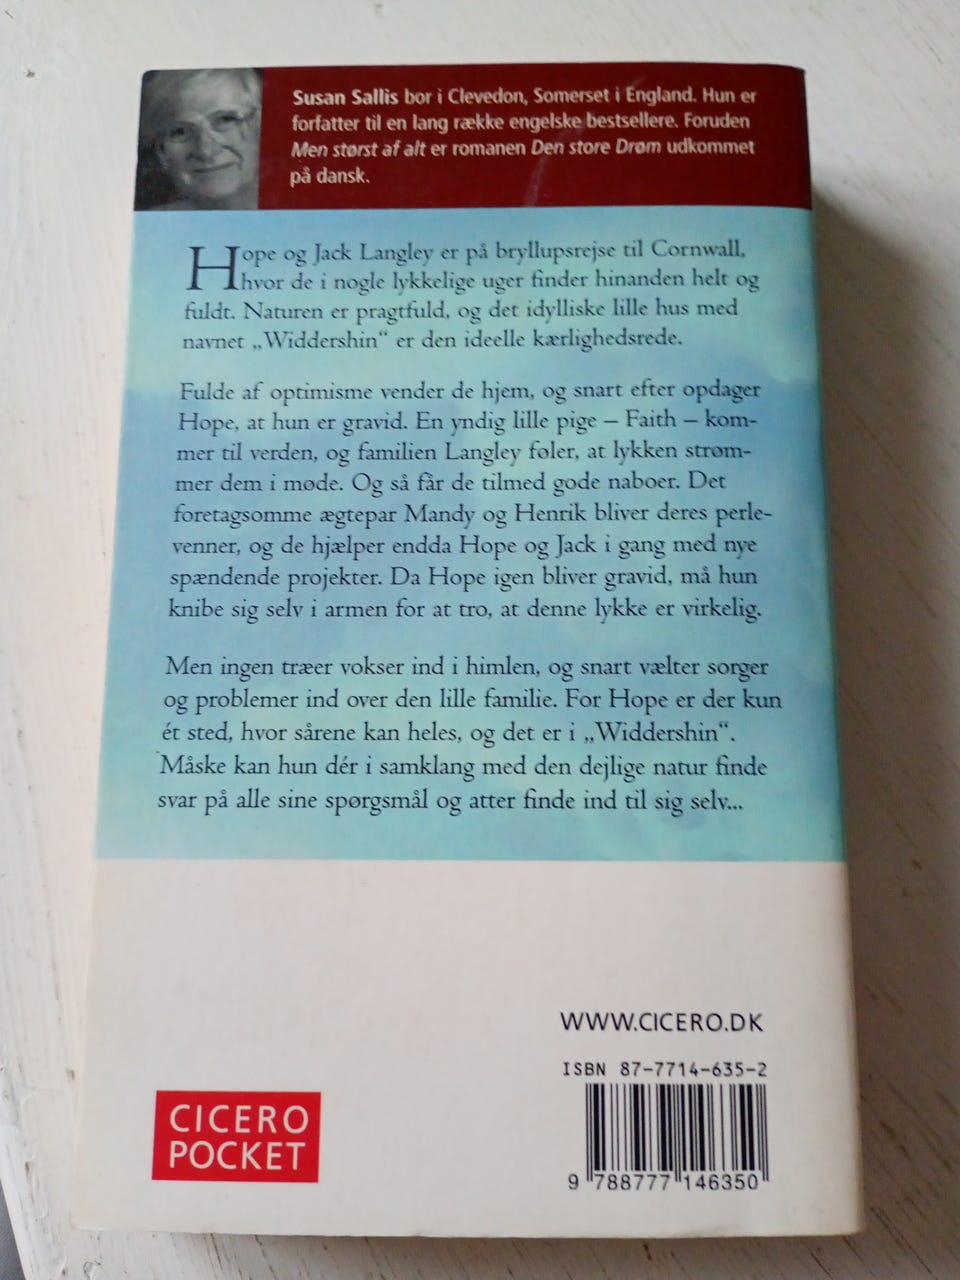 Susan Sallis bor i Clevedon, Somerset i England. Hun er
forfatter til en lang række engelske bestsellere. Foruden
Men størst af alt er romanen Den store Drøm udkommet
på dansk.
Hope og Jack Langley er på bryllupsrejse til Cornwall,
hvor de i nogle lykkelige uger finder hinanden helt og
fuldt. Naturen er pragtfuld, og det idylliske lille hus med
navnet „Widdershin“ er den ideelle kærlighedsrede.
Fulde af optimisme vender de hjem, og snart efter opdager
Hope, at hun er gravid. En yndig lille pige – Faith – kom-
mer til verden, og familien Langley føler, at lykken strøm-
mer dem i møde. Og så får de tilmed gode naboer. Det
foretagsomme ægtepar Mandy og Henrik bliver deres perle-
venner, og de hjælper endda Hope og Jack i gang med nye
spændende projekter. Da Hope igen bliver gravid, må hun
knibe sig selv i armen for at tro, at denne lykke er virkelig.
Men ingen træer vokser ind i himlen, og snart vælter sorger
og problemer ind over den lille familie. For Hope er der kun
ét sted, hvor sårene kan heles, og det er i „Widdershin“.
Måske kan hun dér i samklang med den dejlige natur finde
svar på alle sine spørgsmål og atter finde ind til sig selv...
WWW.CICERO.DK
ISBN 87-7714-635-2
CICERO
POCKET
9 788777 146350